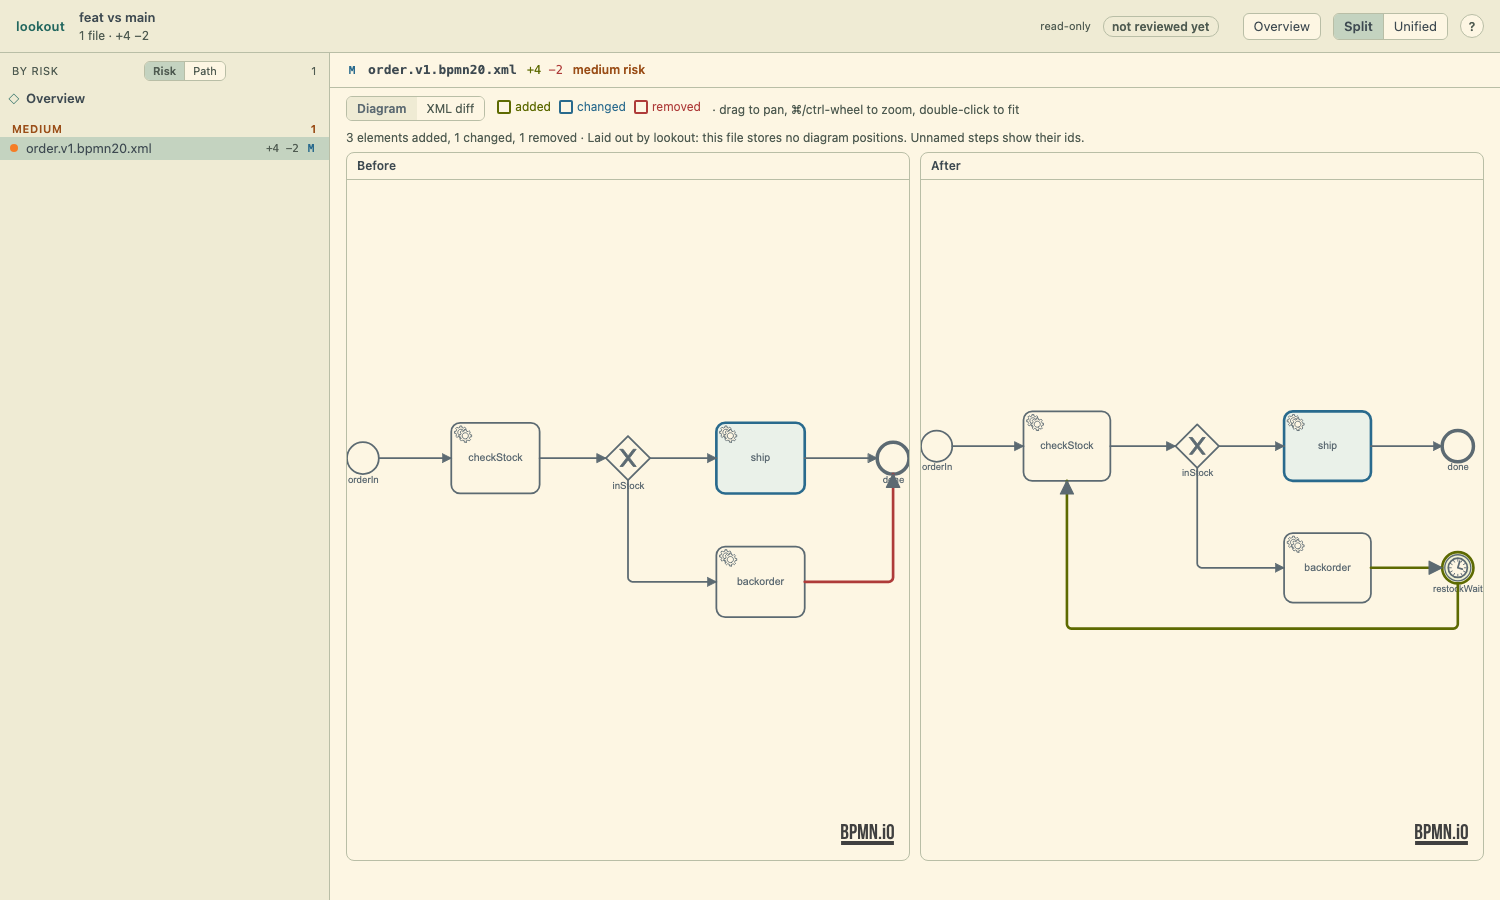 lookout
feat vs main
1 file · +4 −2
read-only
not reviewed yet
Overview
Split
Unified
?
BY RISK
Risk
Path
1
Overview
MEDIUM
1
order.v1.bpmn20.xml
+4 −2 M
M order.v1.bpmn20.xml +4 −2 medium risk
Diagram
XML diff
added
changed
removed
· drag to pan, ⌘/ctrl-wheel to zoom, double-click to fit
3 elements added, 1 changed, 1 removed · Laid out by lookout: this file stores no diagram positions. Unnamed steps show their ids.
Before
orderIn
checkStock
inStock
ship
done
backorder
BPMN.iO
After
orderIn
checkStock
inStock
ship
done
backorder
restockWait
BPMN.iO